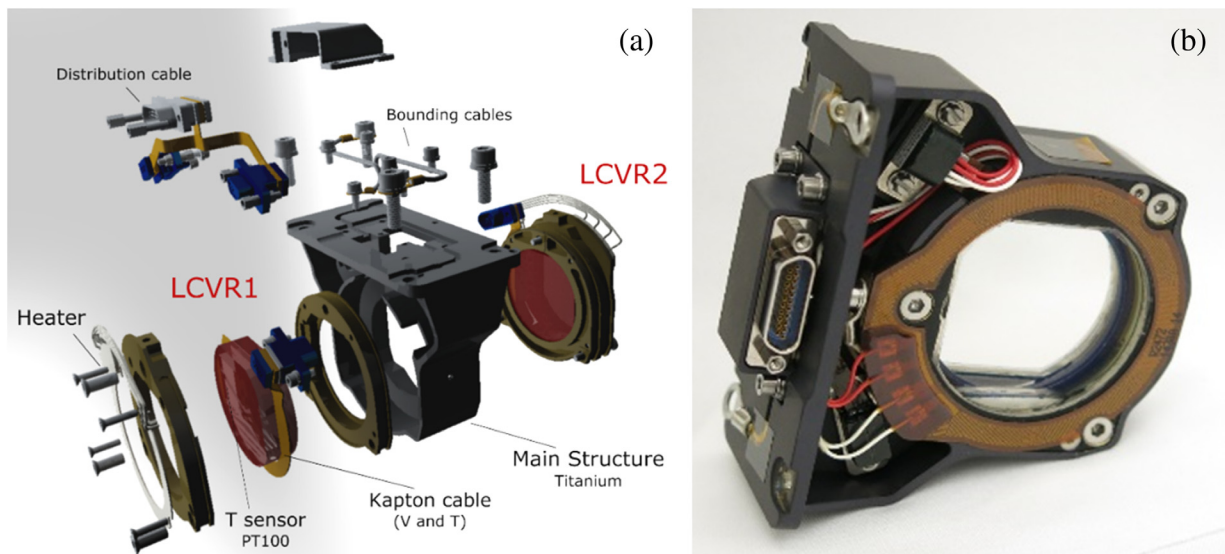 (a)
Distribution cable
Bounding cables
LCVR2
LCVR1
Heater
Main Structure
Titanium
Kapton cable
(V and T)
T sensor
PT100
(b)